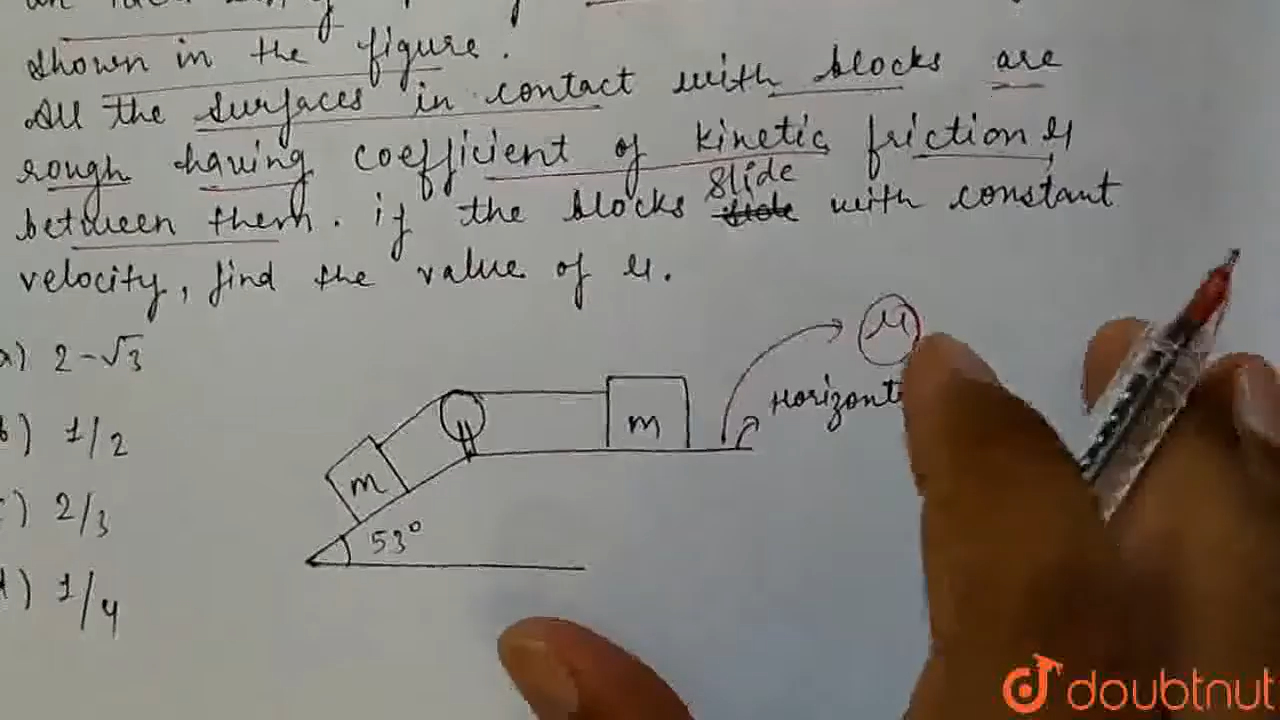 shown in the figure.
All the surfaces in contact with blocks are
rough having coefficient of kinetic friction μ
between them. if the blocks slide with constant
velocity, find the value of μ.
a) 2-√3
b) 1/2
c) 2/3
d) 1/4
μ
Horizont
m
m
53°
doubtnut